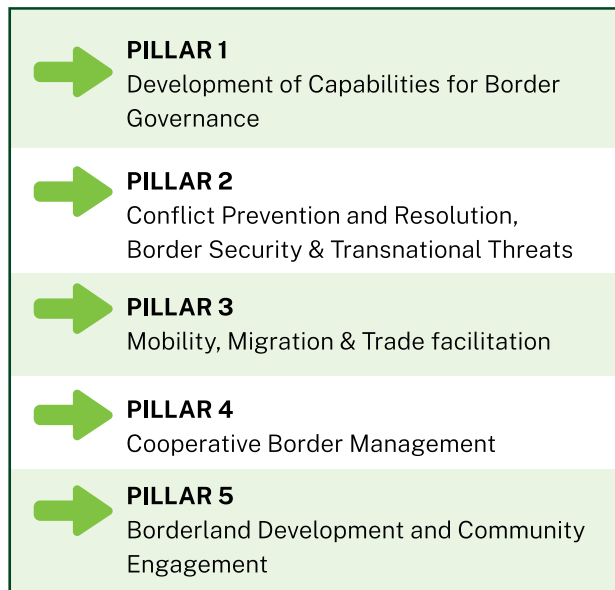 PILLAR 1
Development of Capabilities for Border
Governance
PILLAR 2
Conflict Prevention and Resolution,
Border Security & Transnational Threats
PILLAR 3
Mobility, Migration & Trade facilitation
PILLAR 4
Cooperative Border Management
PILLAR 5
Borderland Development and Community
Engagement